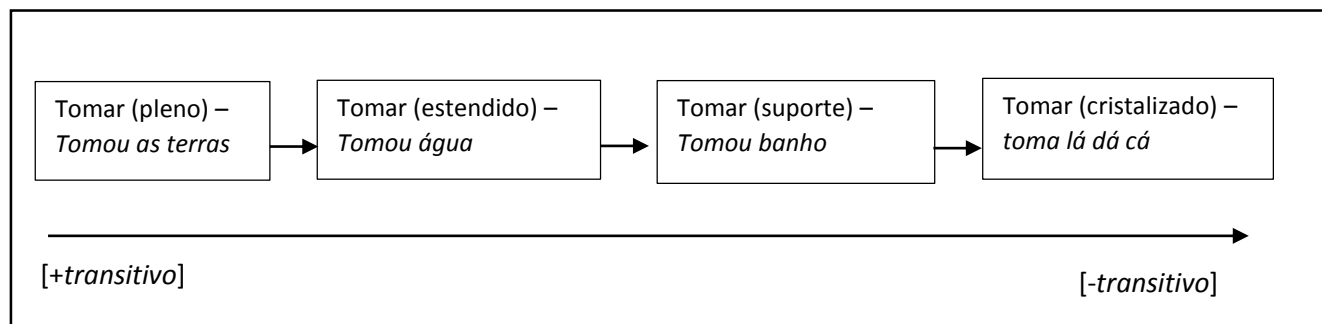 Tomar (pleno) –
Tomou as terras
Tomar (estendido) –
Tomou água
Tomar (suporte) –
Tomou banho
Tomar (cristalizado) –
toma lá dá cá
[+transitivo]
[-transitivo]